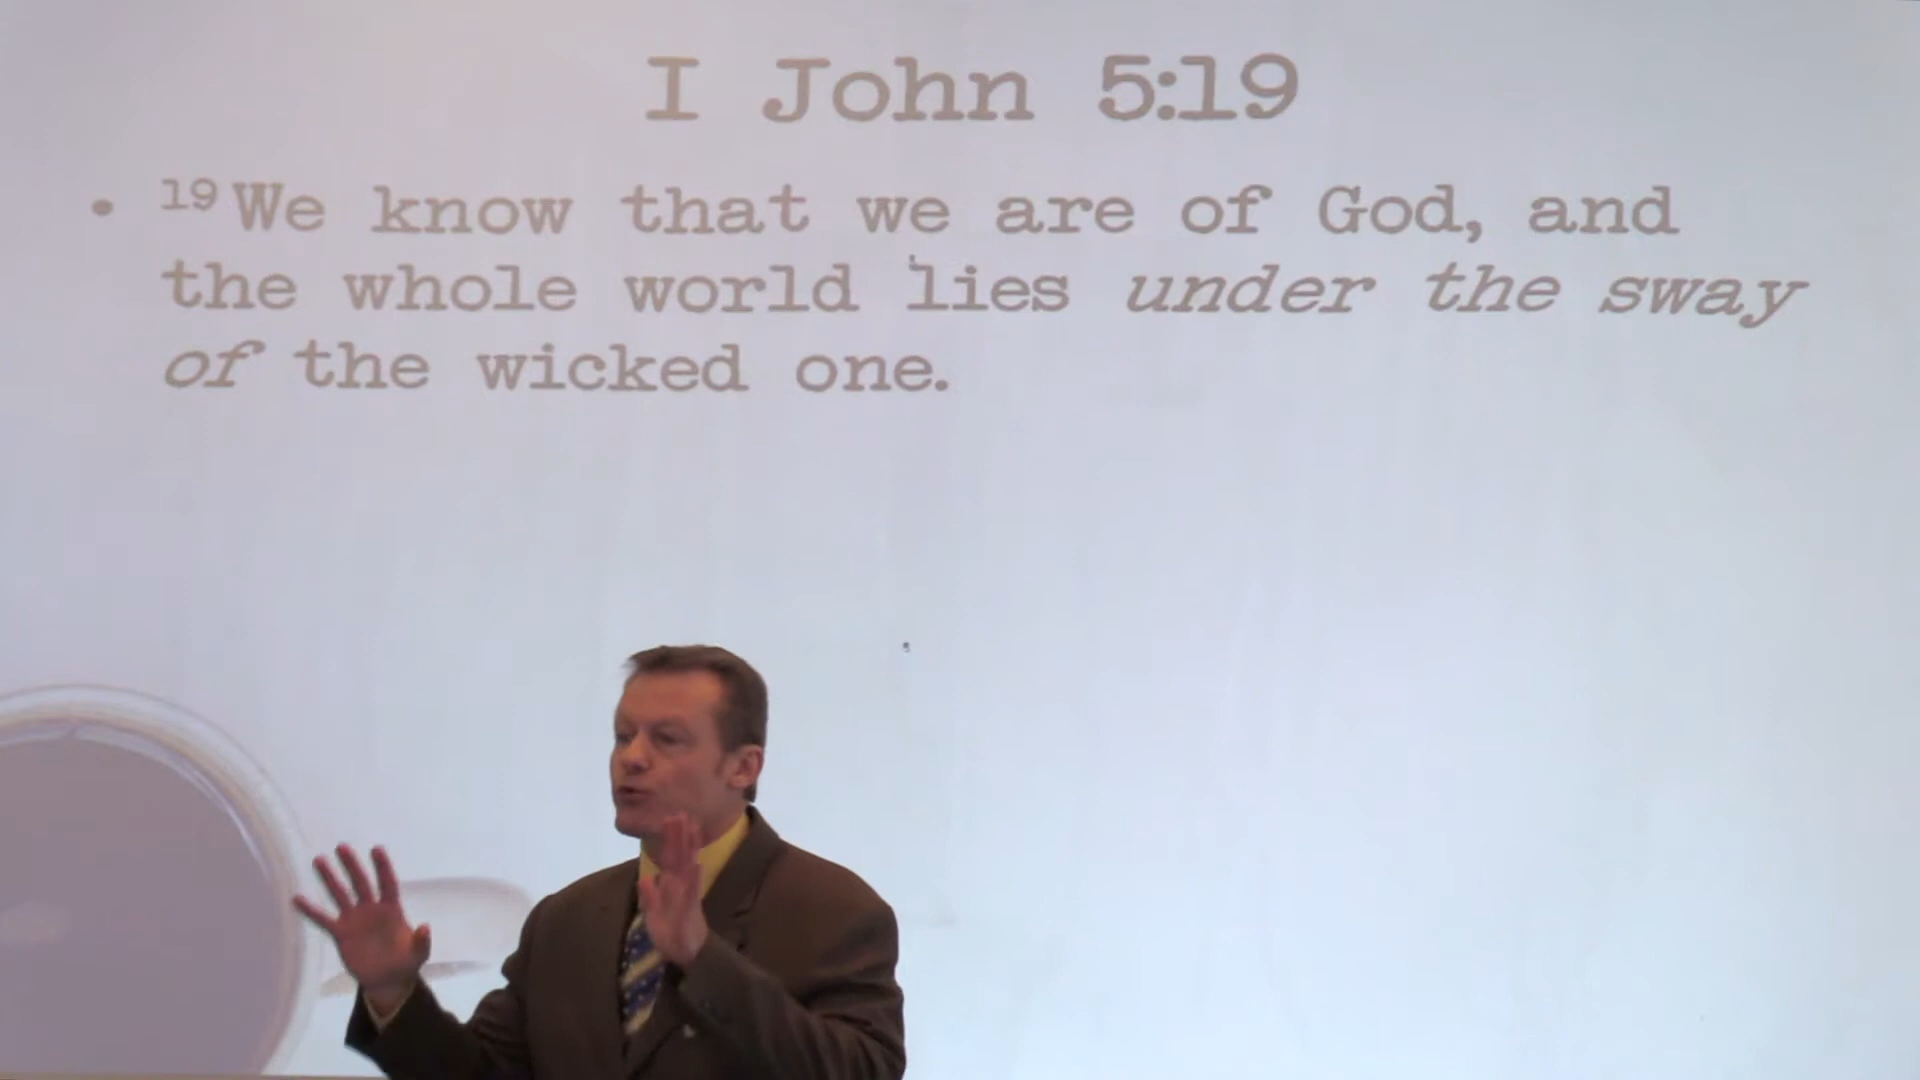 I John 5:19
• 19 We know that we are of God, and
the whole world lies under the sway
of the wicked one.